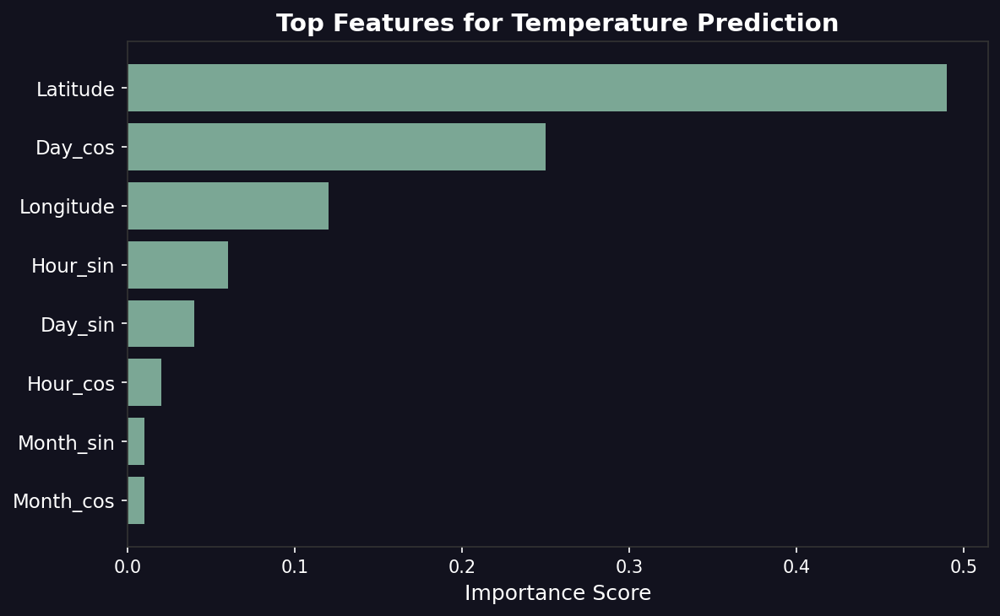 Top Features for Temperature Prediction
Latitude
Day_cos
Longitude
Hour_sin
Day_sin
Hour_cos
Month_sin
Month_cos
0.0 0.1 0.2 0.3 0.4 0.5
Importance Score